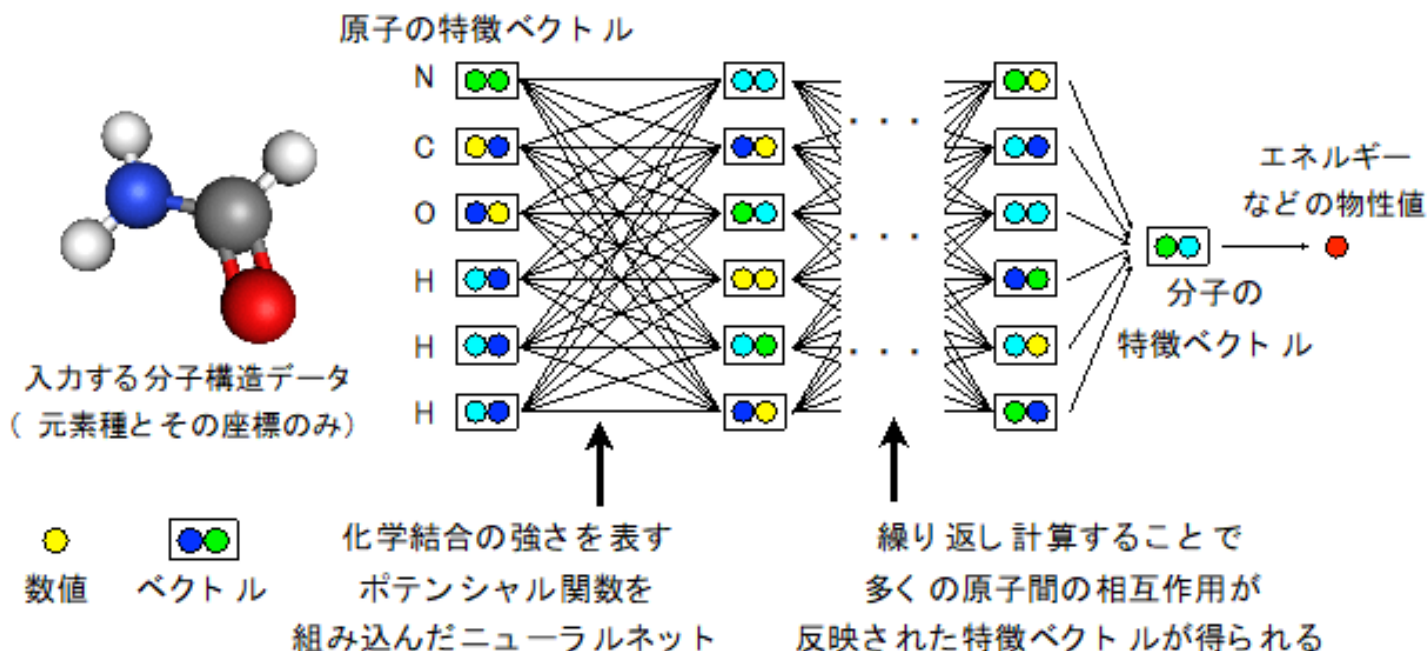 原子の特徴ベクトル
N
C
O
H
H
H
・・・
・・・
・・・
エネルギー
などの物性値
分子の
特徴ベクトル
入力する分子構造データ
（元素種とその座標のみ）
数値
ベクトル
化学結合の強さを表す
ポテンシャル関数を
組み込んだニューラルネット
繰り返し計算することで
多くの原子間の相互作用が
反映された特徴ベクトルが得られる